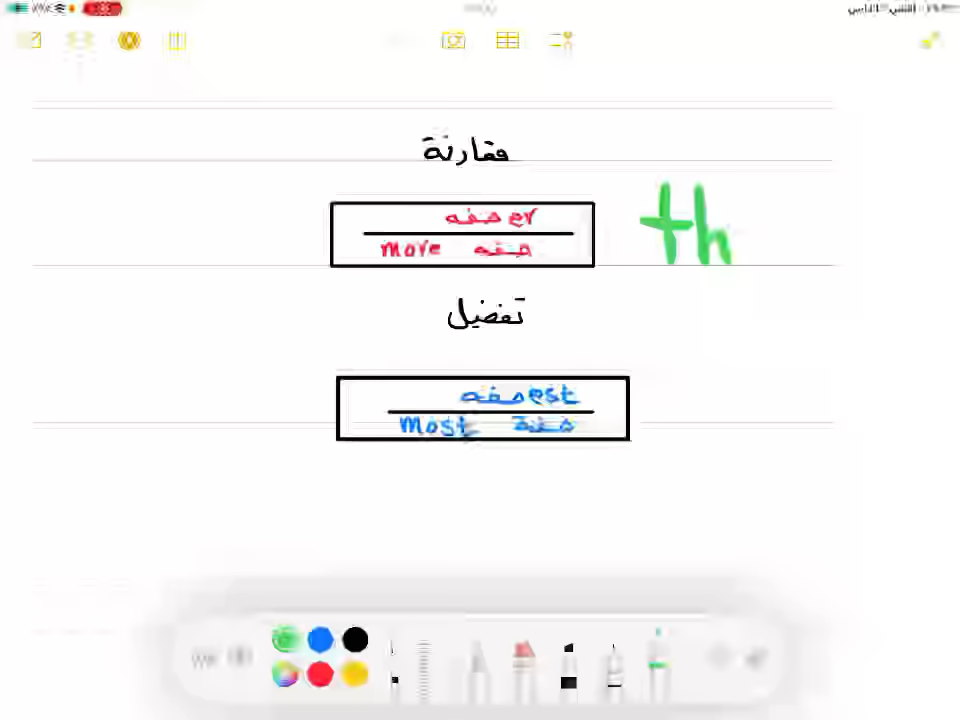 مقارنة
صفه er
more صفه
th
تفضيل
صفه est
most صفة